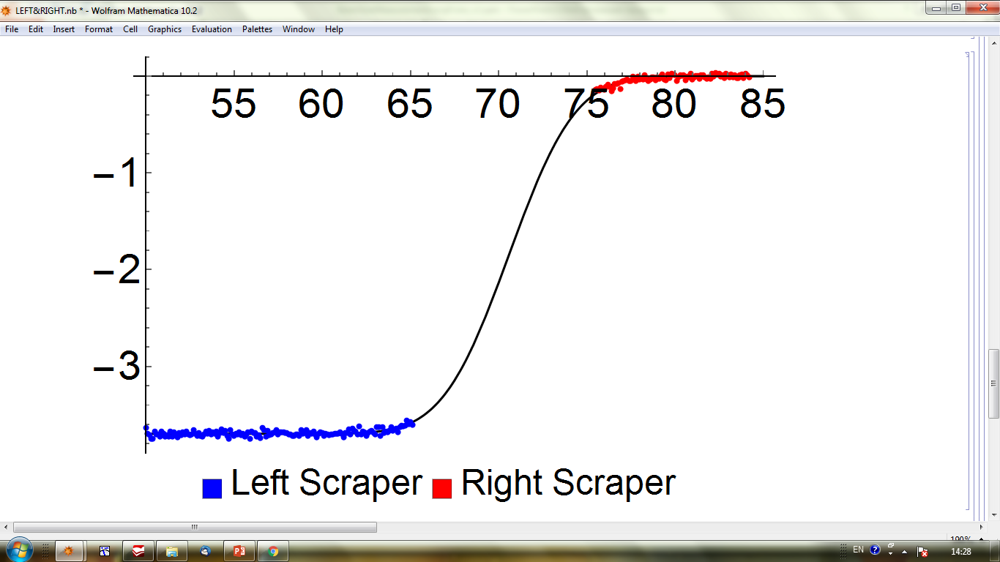 LEFT&RIGHT.nb * - Wolfram Mathematica 10.2
File Edit Insert Format Cell Graphics Evaluation Palettes Window Help
55 60 65 70 75 80 85
−1
−2
−3
Left Scraper Right Scraper
100%
EN 14:28